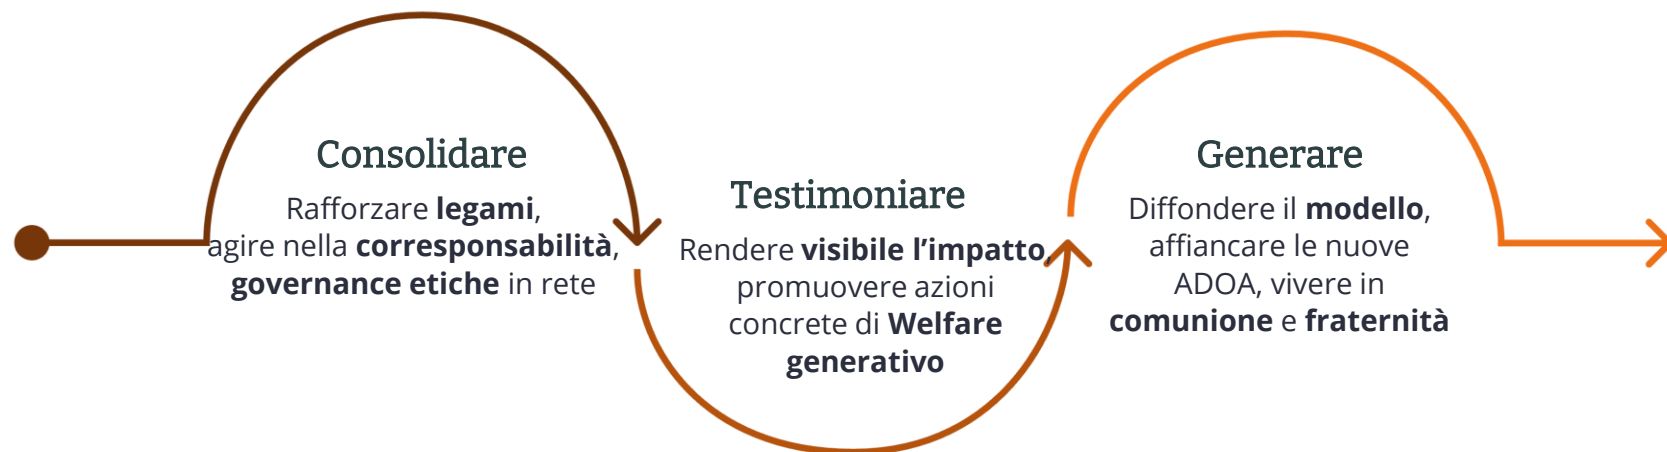 Consolidare
Rafforzare legami,
agire nella corresponsabilità,
governance etiche in rete
Testimoniare
Rendere visibile l’impatto,
promuovere azioni
concrete di Welfare
generativo
Generare
Diffondere il modello,
affiancare le nuove
ADOA, vivere in
comunione e fraternità